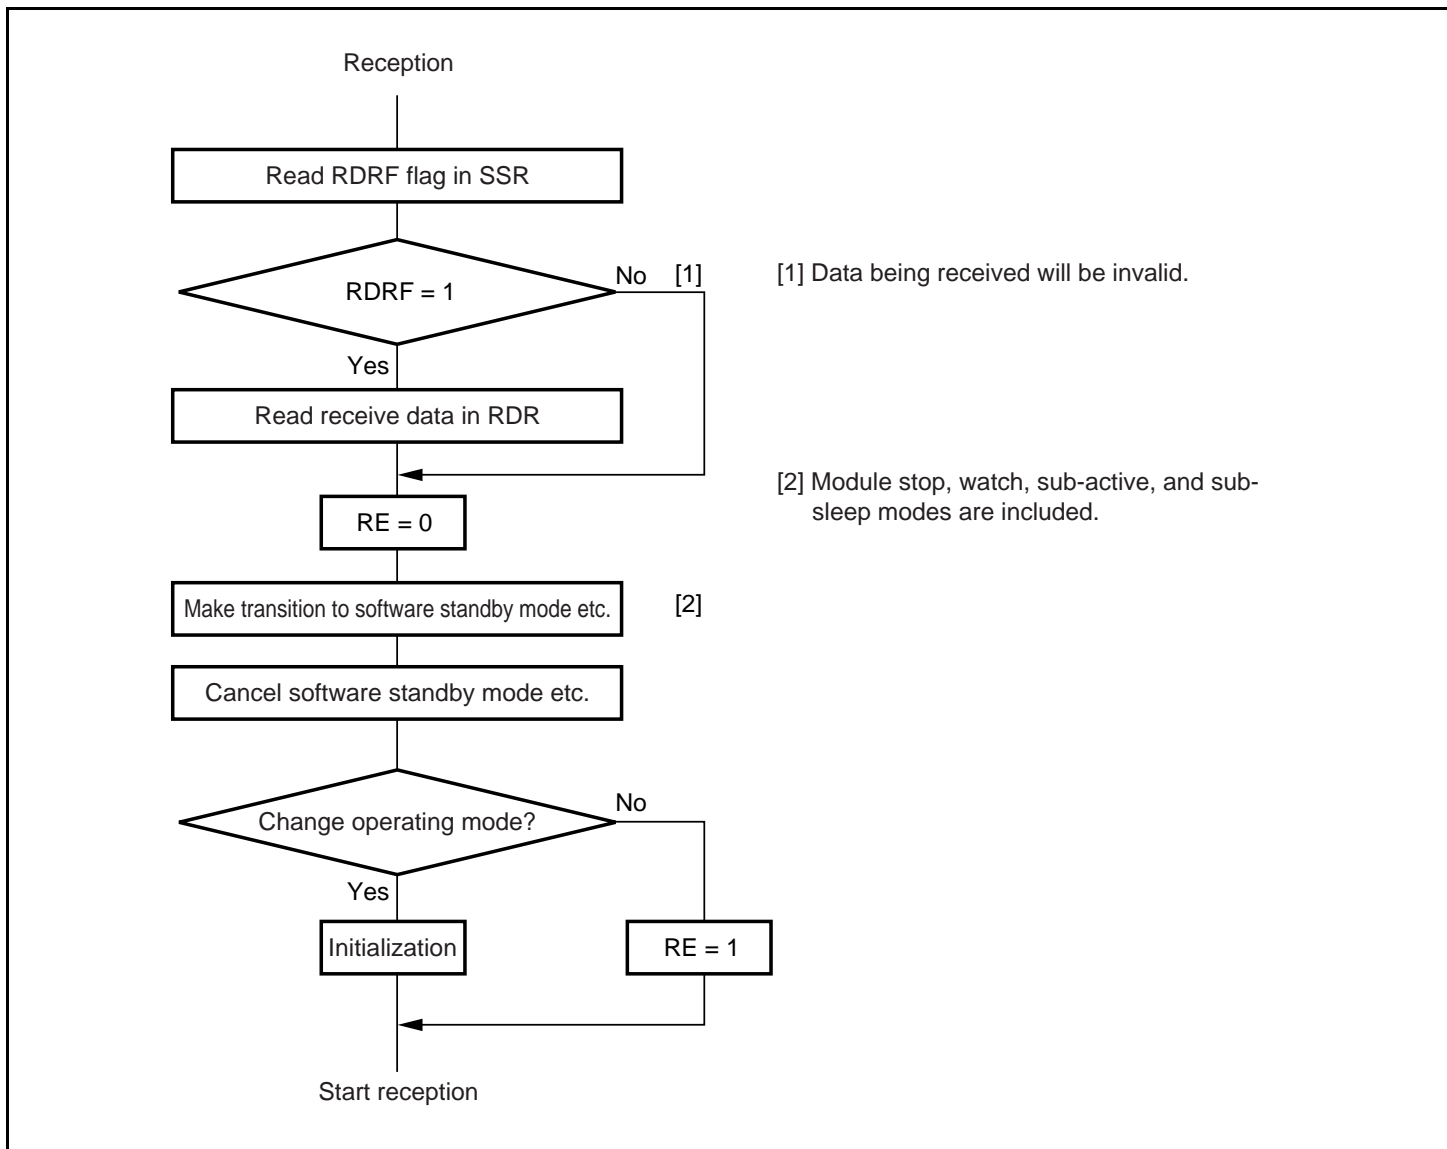 Reception
Read RDRF flag in SSR
RDRF = 1
No [1]
[1] Data being received will be invalid.
Yes
Read receive data in RDR
[2] Module stop, watch, sub-active, and sub-
sleep modes are included.
RE = 0
Make transition to software standby mode etc.
[2]
Cancel software standby mode etc.
Change operating mode?
No
Yes
Initialization
RE = 1
Start reception